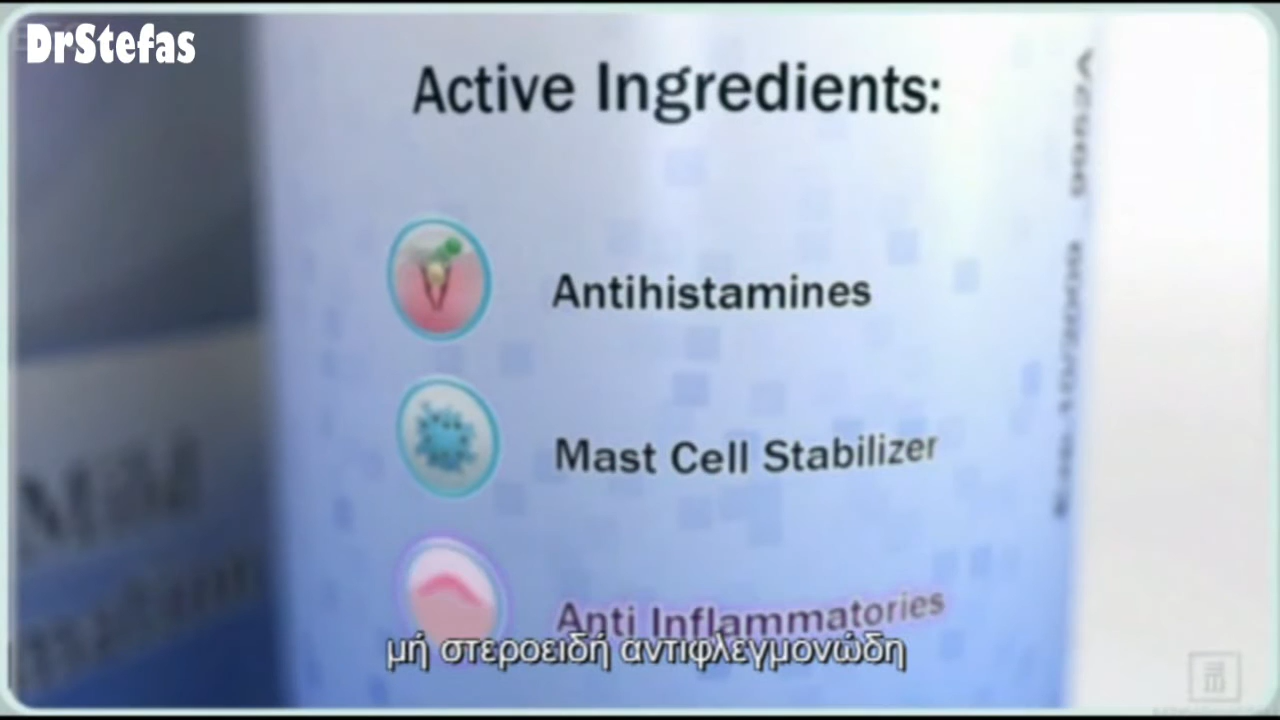 DrStefas
Active Ingredients:
Antihistamines
Mast Cell Stabilizer
Anti Inflammatories
μή στεροειδή αντιφλεγμονώδη